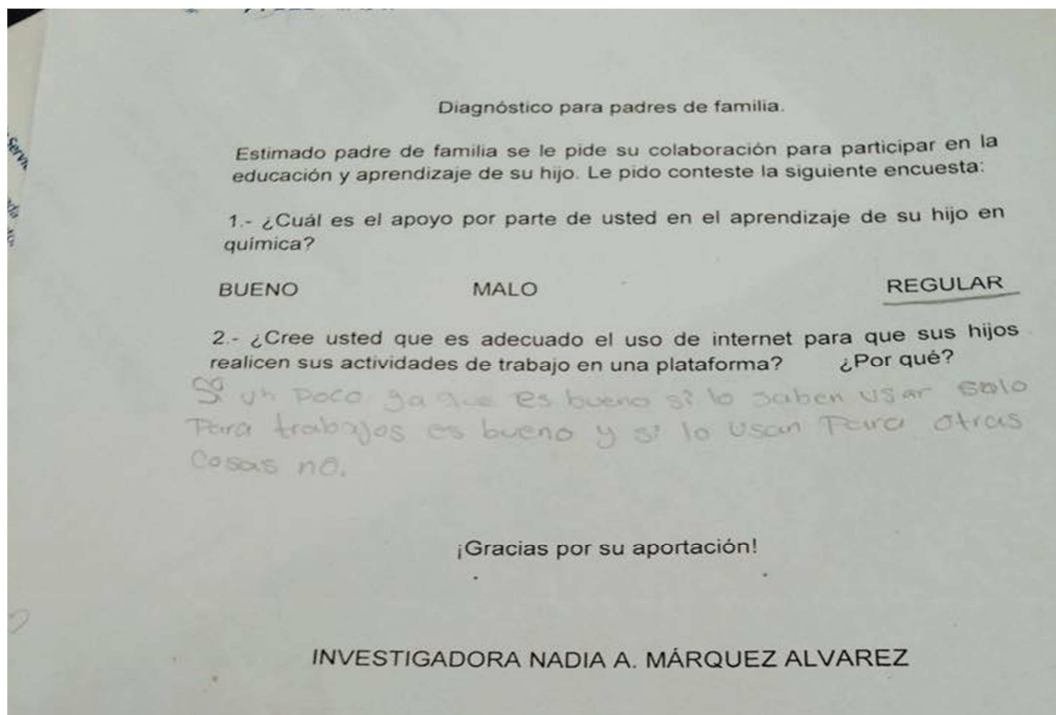 Diagnóstico para padres de familia.
Estimado padre de familia se le pide su colaboración para participar en la
educación y aprendizaje de su hijo. Le pido conteste la siguiente encuesta:
1.- ¿Cuál es el apoyo por parte de usted en el aprendizaje de su hijo en
química?
BUENO MALO REGULAR
2.- ¿Cree usted que es adecuado el uso de internet para que sus hijos
realicen sus actividades de trabajo en una plataforma? ¿Por qué?
Si un poco ya que es bueno si lo saben usar solo
Para trabajos es bueno y si lo usan Para otras
Cosas no.
¡Gracias por su aportación!
INVESTIGADORA NADIA A. MÁRQUEZ ALVAREZ